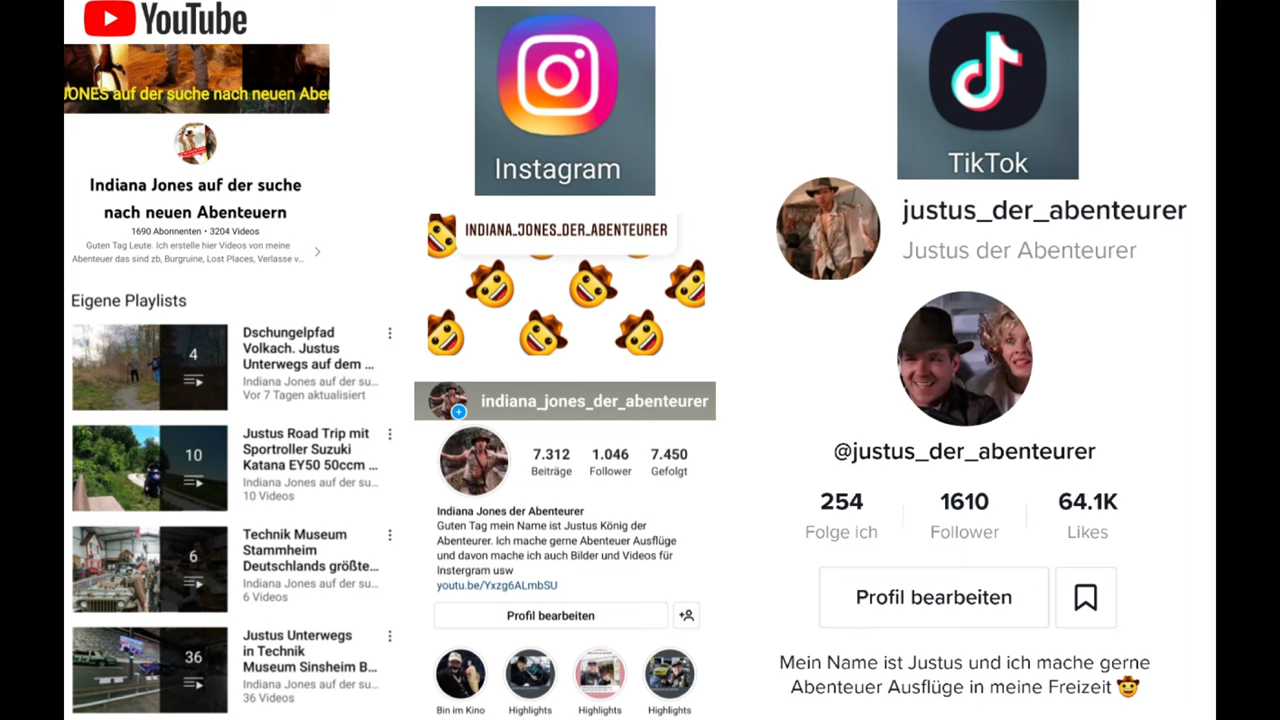 YouTube
JONES auf der suche nach neuen Aben
Indiana Jones auf der suche
nach neuen Abenteuern
1690 Abonnenten • 3204 Videos
Guten Tag Leute. Ich erstelle hier Videos von meine
Abenteuer das sind zb, Burgruine, Lost Places, Verlasse v...
Eigene Playlists
4
Dschungelpfad
Volkach. Justus
Unterwegs auf dem ...
Indiana Jones auf der su...
Vor 7 Tagen aktualisiert
10
Justus Road Trip mit
Sportroller Suzuki
Katana EY50 50ccm ...
Indiana Jones auf der su...
10 Videos
6
Technik Museum
Stammheim
Deutschlands größte...
Indiana Jones auf der su...
6 Videos
36
Justus Unterwegs
in Technik
Museum Sinsheim B...
Indiana Jones auf der su...
36 Videos
Instagram
INDIANA_JONES_DER_ABENTEURER
indiana_jones_der_abenteurer
7.312 1.046 7.450
Beiträge Follower Gefolgt
Indiana Jones der Abenteurer
Guten Tag mein Name ist Justus König der
Abenteurer. Ich mache gerne Abenteuer Ausflüge
und davon mache ich auch Bilder und Videos für
Instergram usw
youtu.be/Yxzg6ALmbSU
Profil bearbeiten
Bin im Kino Highlights Highlights Highlights
TikTok
justus_der_abenteurer
Justus der Abenteurer
@justus_der_abenteurer
254 1610 64.1K
Folge ich Follower Likes
Profil bearbeiten
Mein Name ist Justus und ich mache gerne
Abenteuer Ausflüge in meine Freizeit 🤠